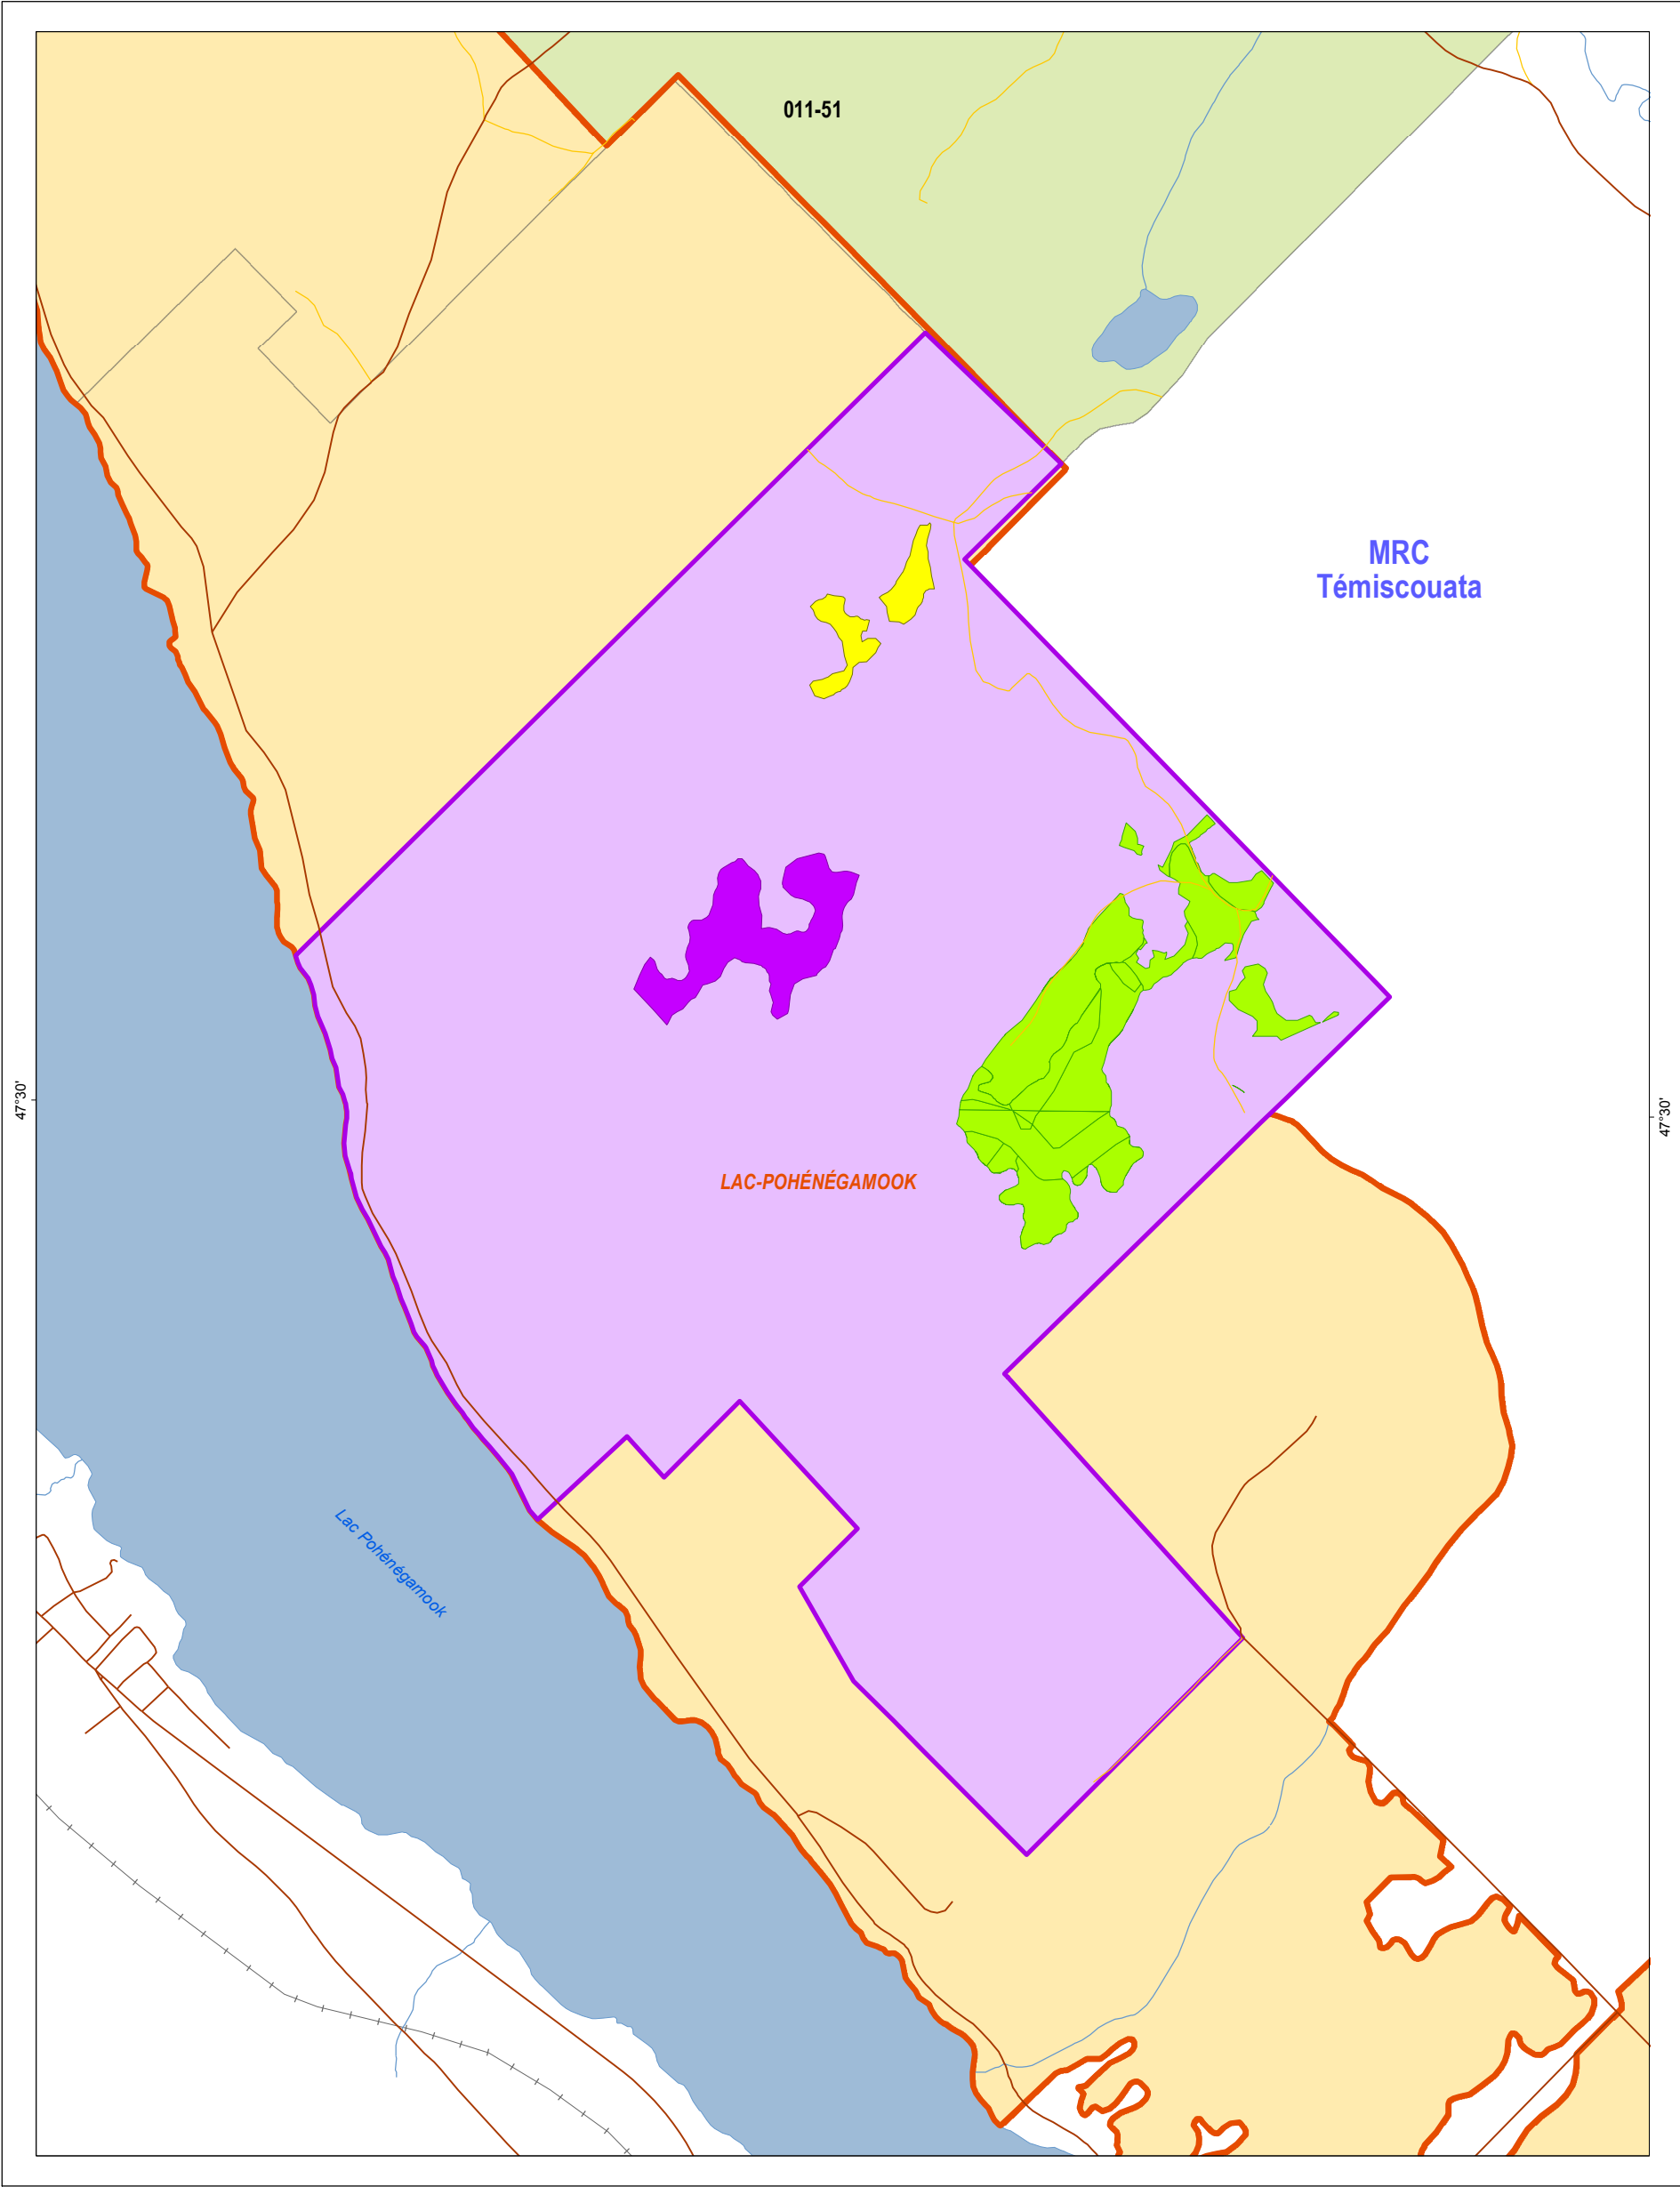 011-51
MRC
Témiscouata
47°30'
47°30'
LAC-POHÉNÉGAMOOK
Lac Pohénégamook